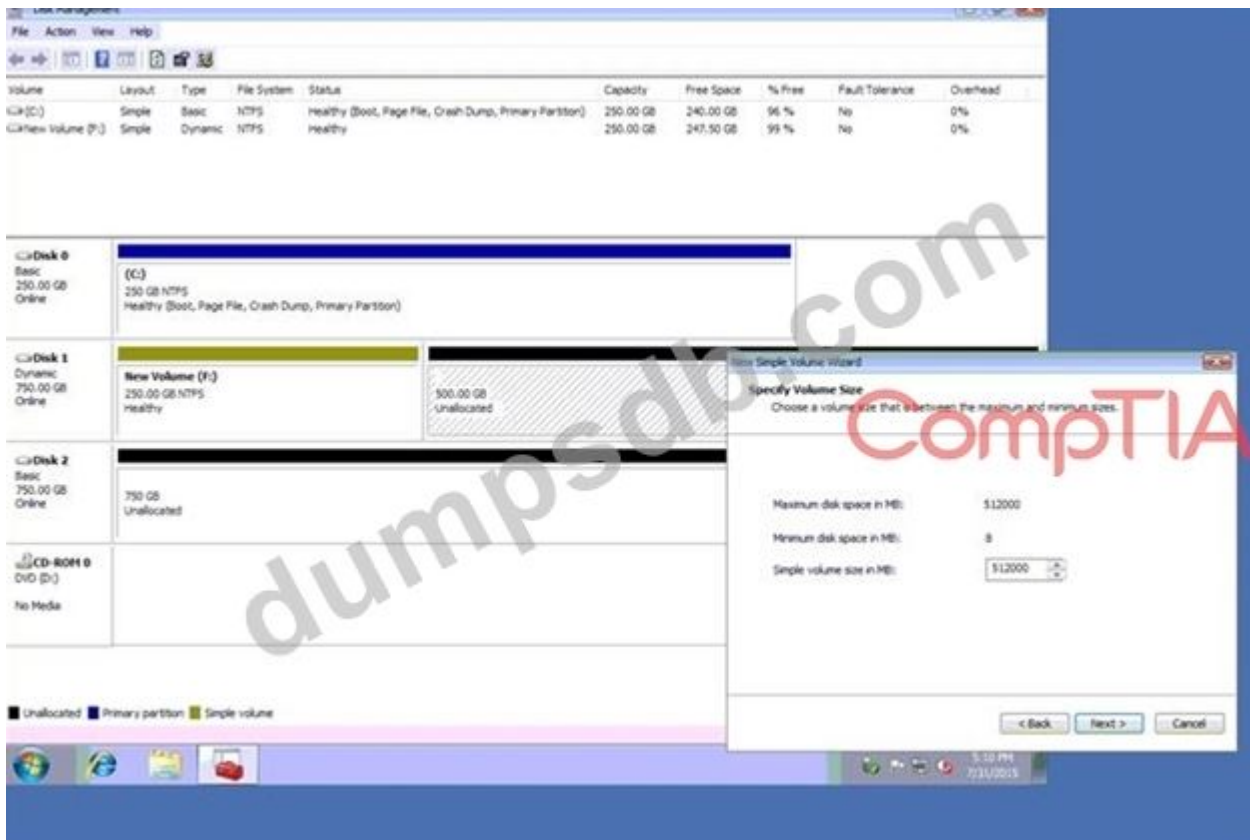 Disk Management
File Action View Help
Volume Layout Type File System Status Capacity Free Space % Free Fault Tolerance Overhead
(C:) Simple Basic NTFS Healthy (Boot, Page File, Crash Dump, Primary Partition) 250.00 GB 240.00 GB 96 % No 0%
New Volume (F:) Simple Dynamic NTFS Healthy 250.00 GB 247.50 GB 99 % No 0%
Disk 0
Basic
250.00 GB
Online
(C:)
250 GB NTFS
Healthy (Boot, Page File, Crash Dump, Primary Partition)
Disk 1
Dynamic
750.00 GB
Online
New Volume (F:)
250.00 GB NTFS
Healthy
500.00 GB
Unallocated
Disk 2
Basic
750.00 GB
Online
750 GB
Unallocated
CD-ROM 0
DVD (D:)
No Media
Unallocated Primary partition Simple volume
New Simple Volume Wizard
Specify Volume Size
Choose a volume size that is between the maximum and minimum sizes.
Maximum disk space in MB: 512000
Minimum disk space in MB: 8
Simple volume size in MB: 512000
< Back Next > Cancel
5:10 PM
7/31/2015
dumpsdb.com
CompTIA